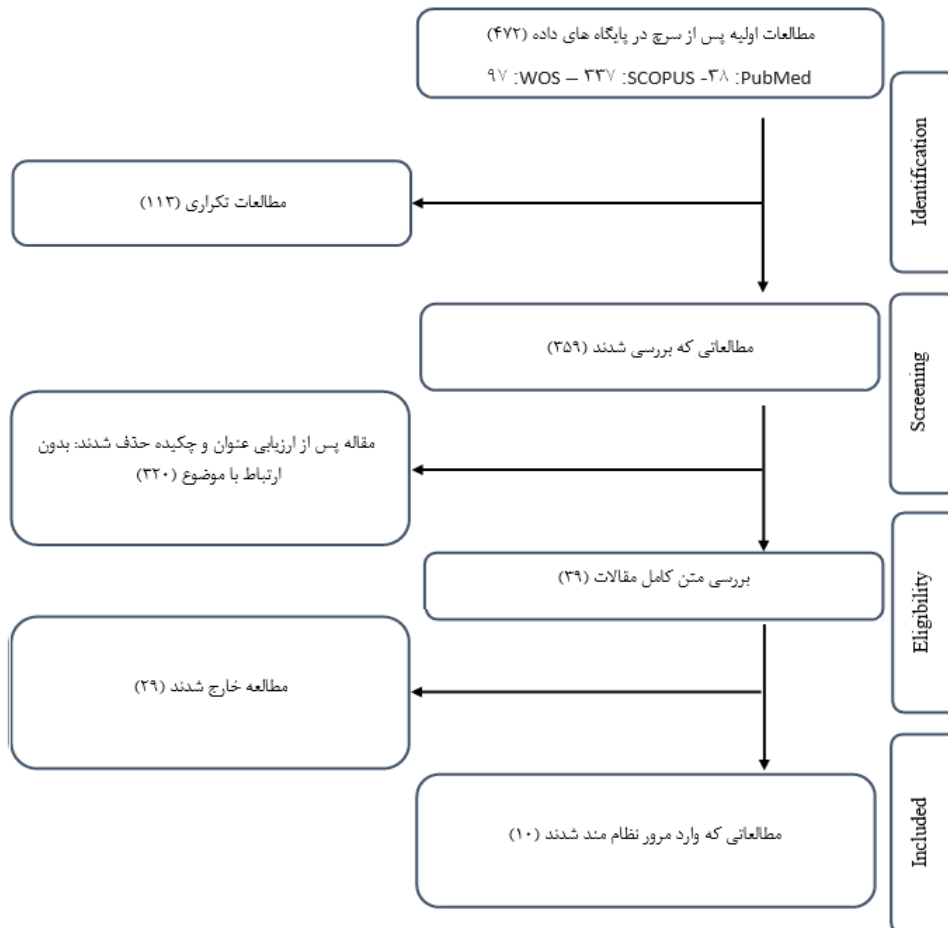 مطالعات اولیه پس از سرچ در پایگاه های داده (۴۷۲)
PubMed: ۳۸- SCOPUS: ۳۳۷ – WOS: ۹۷
Identification
مطالعات تکراری (۱۱۳)
مطالعاتی که بررسی شدند (۳۵۹)
Screening
مقاله پس از ارزیابی عنوان و چکیده حذف شدند: بدون
ارتباط با موضوع (۳۲۰)
بررسی متن کامل مقالات (۳۹)
Eligibility
مطالعه خارج شدند (۲۹)
مطالعاتی که وارد مرور نظام مند شدند (۱۰)
Included